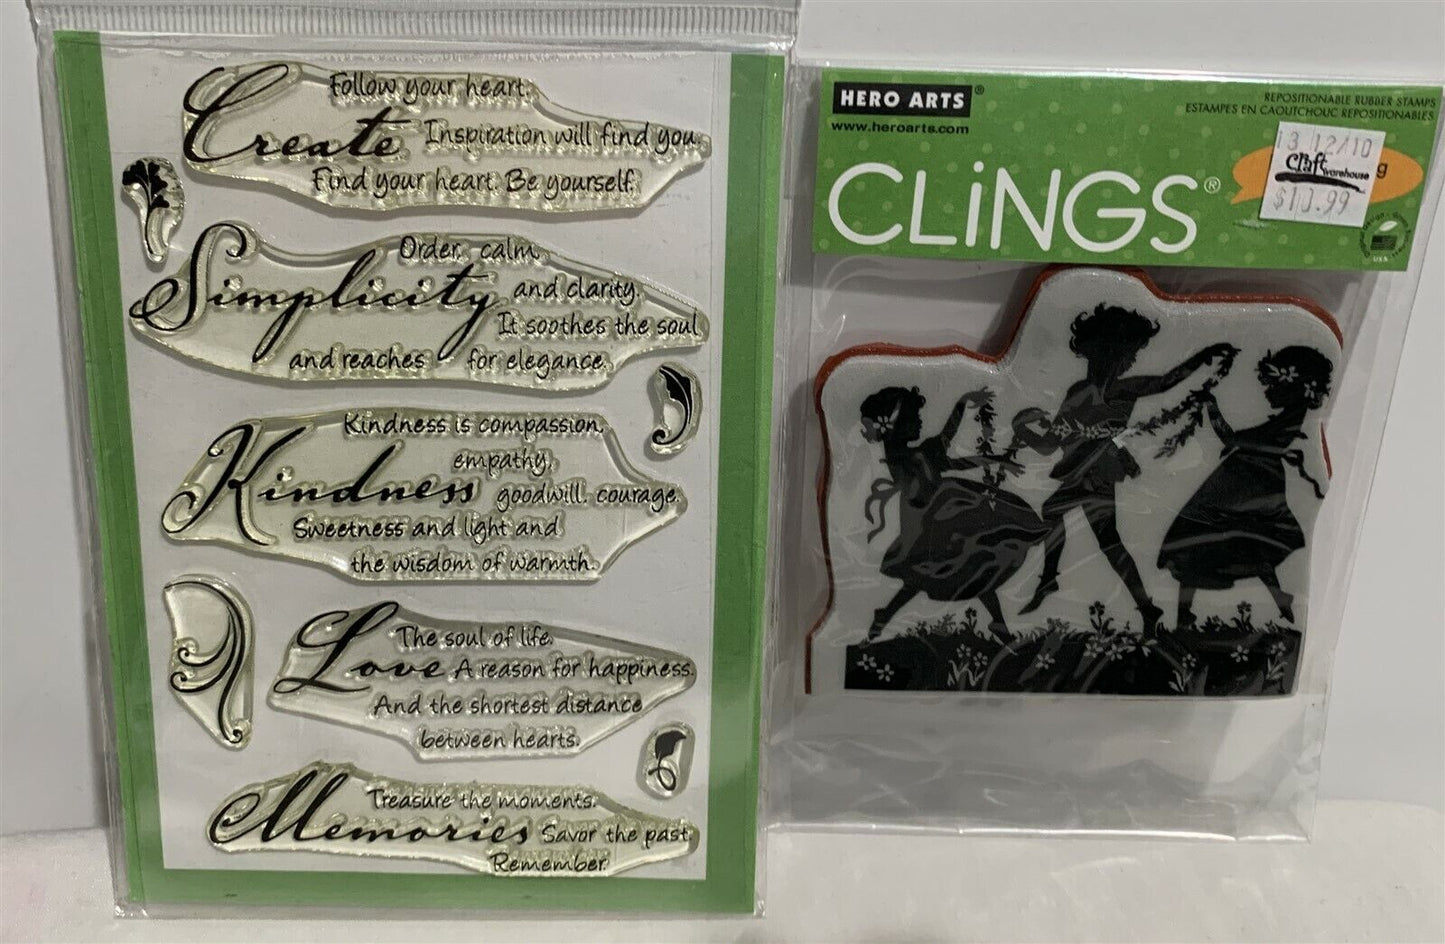 Follow your heart.
Create Inspiration will find you.
Find your heart. Be yourself.
Order, calm,
Simplicity and clarity.
It soothes the soul
and reaches for elegance.
Kindness is compassion,
empathy,
Kindness goodwill, courage.
Sweetness and light and
the wisdom of warmth.
The soul of life.
Love A reason for happiness.
And the shortest distance
between hearts.
Treasure the moments.
Memories Savor the past.
Remember.
HERO ARTS®
www.heroarts.com
REPOSITIONABLE RUBBER STAMPS
ESTAMPES EN CAOUTCHOUC REPOSITIONABLES
CLiNGS®
13 12/10
Craft
warehouse
$10.99
g
U.S.A.